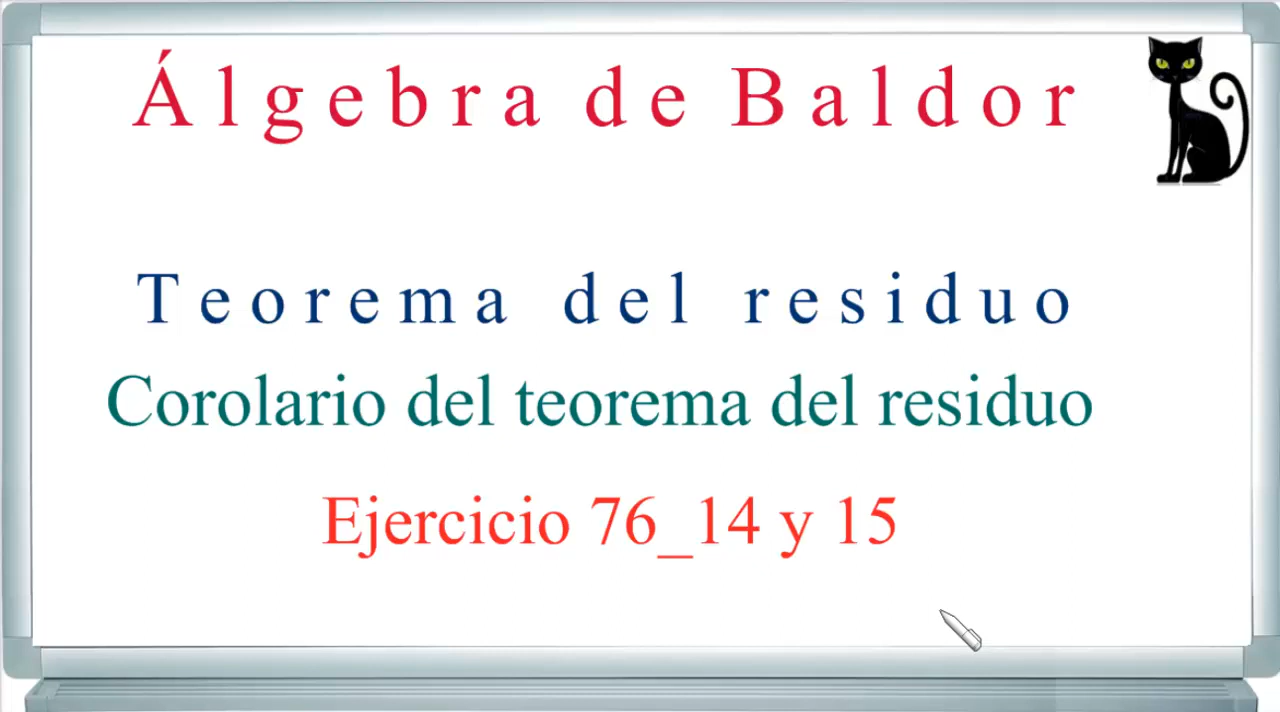 Álgebra de Baldor
Teorema del residuo
Corolario del teorema del residuo
Ejercicio 76_14 y 15